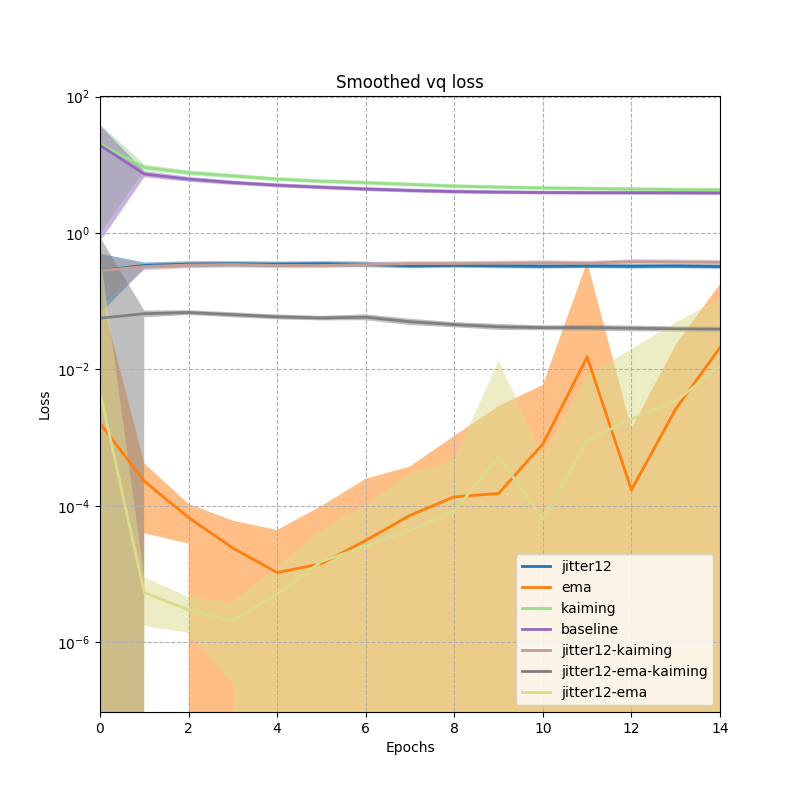 Smoothed vq loss
10^2
10^0
10^-2
10^-4
10^-6
Loss
jitter12
ema
kaiming
baseline
jitter12-kaiming
jitter12-ema-kaiming
jitter12-ema
0 2 4 6 8 10 12 14
Epochs